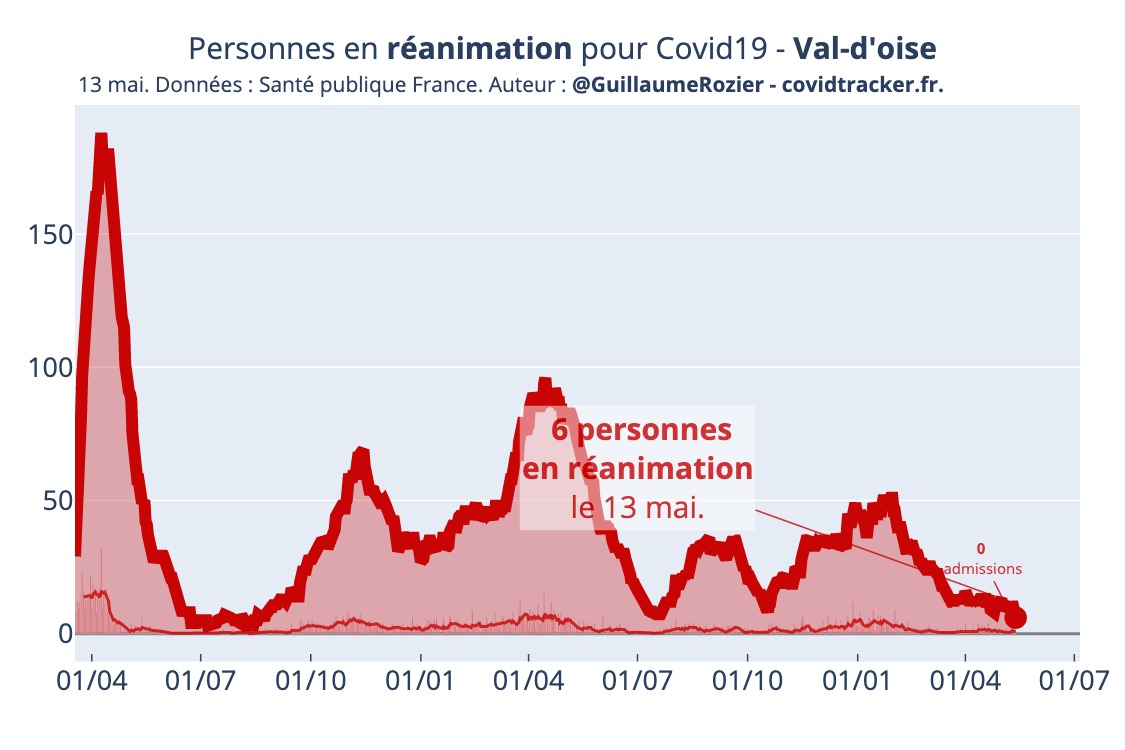 Personnes en réanimation pour Covid19 - Val-d'oise
13 mai. Données : Santé publique France. Auteur : @GuillaumeRozier - covidtracker.fr.
150
100
50
0
6 personnes
en réanimation
le 13 mai.
0
admissions
01/04 01/07 01/10 01/01 01/04 01/07 01/10 01/01 01/04 01/07